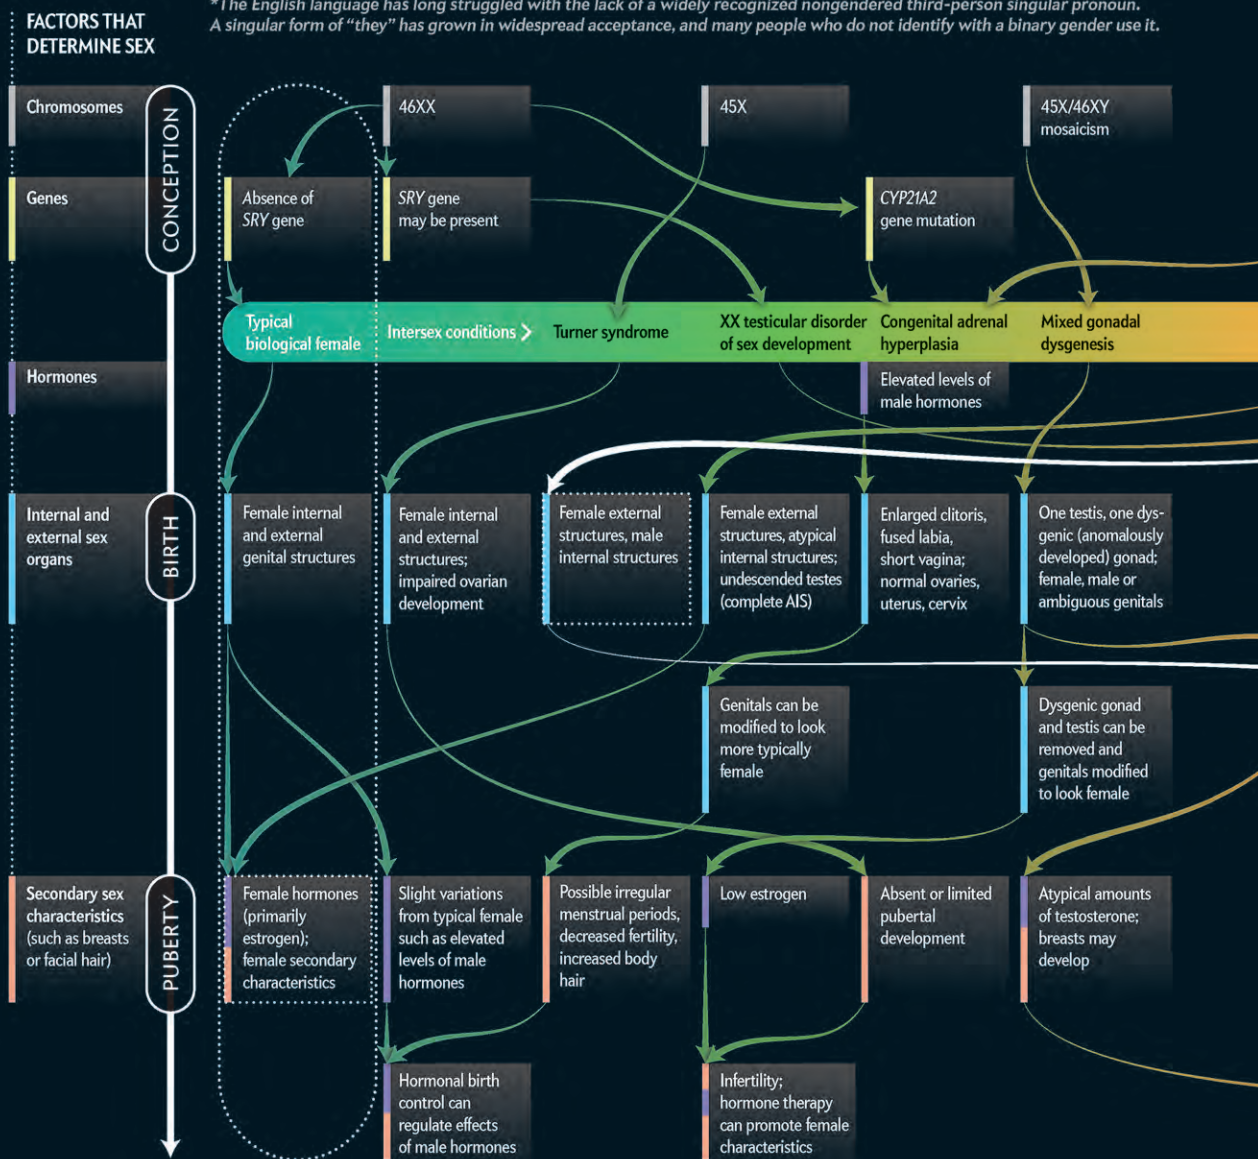 *The English language has long struggled with the lack of a widely recognized nongendered third-person singular pronoun.
A singular form of “they” has grown in widespread acceptance, and many people who do not identify with a binary gender use it.
FACTORS THAT
DETERMINE SEX
Chromosomes
CONCEPTION
46XX
45X
45X/46XY
mosaicism
Genes
Absence of
SRY gene
SRY gene
may be present
CYP21A2
gene mutation
Typical
biological female
Intersex conditions >
Turner syndrome
XX testicular disorder
of sex development
Congenital adrenal
hyperplasia
Mixed gonadal
dysgenesis
Hormones
Elevated levels of
male hormones
Internal and
external sex
organs
BIRTH
Female internal
and external
genital structures
Female internal
and external
structures;
impaired ovarian
development
Female external
structures, male
internal structures
Female external
structures, atypical
internal structures;
undescended testes
(complete AIS)
Enlarged clitoris,
fused labia,
short vagina;
normal ovaries,
uterus, cervix
One testis, one dys-
genic (anomalously
developed) gonad;
female, male or
ambiguous genitals
Genitals can be
modified to look
more typically
female
Dysgenic gonad
and testis can be
removed and
genitals modified
to look female
Secondary sex
characteristics
(such as breasts
or facial hair)
PUBERTY
Female hormones
(primarily
estrogen);
female secondary
characteristics
Slight variations
from typical female
such as elevated
levels of male
hormones
Possible irregular
menstrual periods,
decreased fertility,
increased body
hair
Low estrogen
Absent or limited
pubertal
development
Atypical amounts
of testosterone;
breasts may
develop
Hormonal birth
control can
regulate effects
of male hormones
Infertility;
hormone therapy
can promote female
characteristics